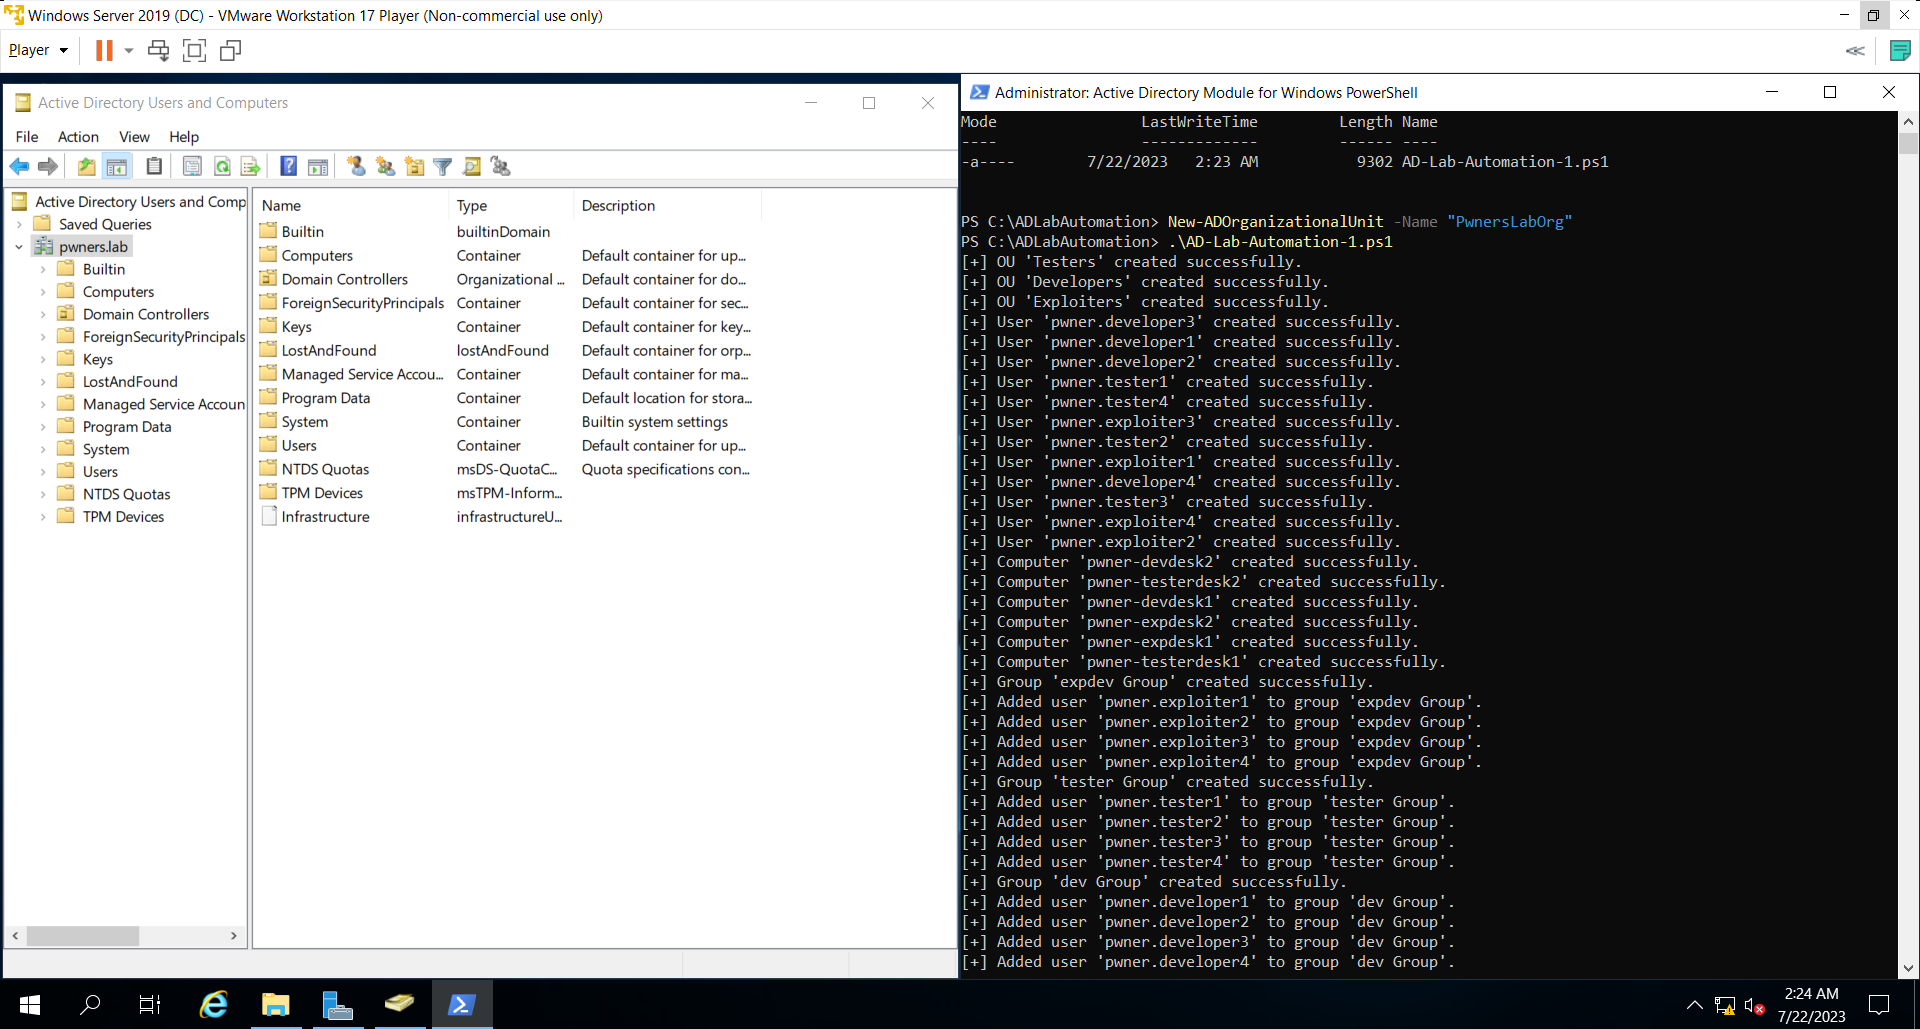 Windows Server 2019 (DC) - VMware Workstation 17 Player (Non-commercial use only)
Player
Active Directory Users and Computers
File Action View Help
Active Directory Users and Comp
Saved Queries
pwners.lab
Builtin
Computers
Domain Controllers
ForeignSecurityPrincipals
Keys
LostAndFound
Managed Service Accoun
Program Data
System
Users
NTDS Quotas
TPM Devices
Name Type Description
Builtin builtinDomain
Computers Container Default container for up...
Domain Controllers Organizational ... Default container for do...
ForeignSecurityPrincipals Container Default container for sec...
Keys Container Default container for key...
LostAndFound lostAndFound Default container for orp...
Managed Service Accou... Container Default container for ma...
Program Data Container Default location for stora...
System Container Builtin system settings
Users Container Default container for up...
NTDS Quotas msDS-QuotaC... Quota specifications con...
TPM Devices msTPM-Inform...
Infrastructure infrastructureU...
Administrator: Active Directory Module for Windows PowerShell
Mode LastWriteTime Length Name
---- ------------- ------ ----
-a---- 7/22/2023 2:23 AM 9302 AD-Lab-Automation-1.ps1
PS C:\ADLabAutomation> New-ADOrganizationalUnit -Name "PwnersLabOrg"
PS C:\ADLabAutomation> .\AD-Lab-Automation-1.ps1
[+] OU 'Testers' created successfully.
[+] OU 'Developers' created successfully.
[+] OU 'Exploiters' created successfully.
[+] User 'pwner.developer3' created successfully.
[+] User 'pwner.developer1' created successfully.
[+] User 'pwner.developer2' created successfully.
[+] User 'pwner.tester1' created successfully.
[+] User 'pwner.tester4' created successfully.
[+] User 'pwner.exploiter3' created successfully.
[+] User 'pwner.tester2' created successfully.
[+] User 'pwner.exploiter1' created successfully.
[+] User 'pwner.developer4' created successfully.
[+] User 'pwner.tester3' created successfully.
[+] User 'pwner.exploiter4' created successfully.
[+] User 'pwner.exploiter2' created successfully.
[+] Computer 'pwner-devdesk2' created successfully.
[+] Computer 'pwner-testerdesk2' created successfully.
[+] Computer 'pwner-devdesk1' created successfully.
[+] Computer 'pwner-expdesk2' created successfully.
[+] Computer 'pwner-expdesk1' created successfully.
[+] Computer 'pwner-testerdesk1' created successfully.
[+] Group 'expdev Group' created successfully.
[+] Added user 'pwner.exploiter1' to group 'expdev Group'.
[+] Added user 'pwner.exploiter2' to group 'expdev Group'.
[+] Added user 'pwner.exploiter3' to group 'expdev Group'.
[+] Added user 'pwner.exploiter4' to group 'expdev Group'.
[+] Group 'tester Group' created successfully.
[+] Added user 'pwner.tester1' to group 'tester Group'.
[+] Added user 'pwner.tester2' to group 'tester Group'.
[+] Added user 'pwner.tester3' to group 'tester Group'.
[+] Added user 'pwner.tester4' to group 'tester Group'.
[+] Group 'dev Group' created successfully.
[+] Added user 'pwner.developer1' to group 'dev Group'.
[+] Added user 'pwner.developer2' to group 'dev Group'.
[+] Added user 'pwner.developer3' to group 'dev Group'.
[+] Added user 'pwner.developer4' to group 'dev Group'.
2:24 AM
7/22/2023